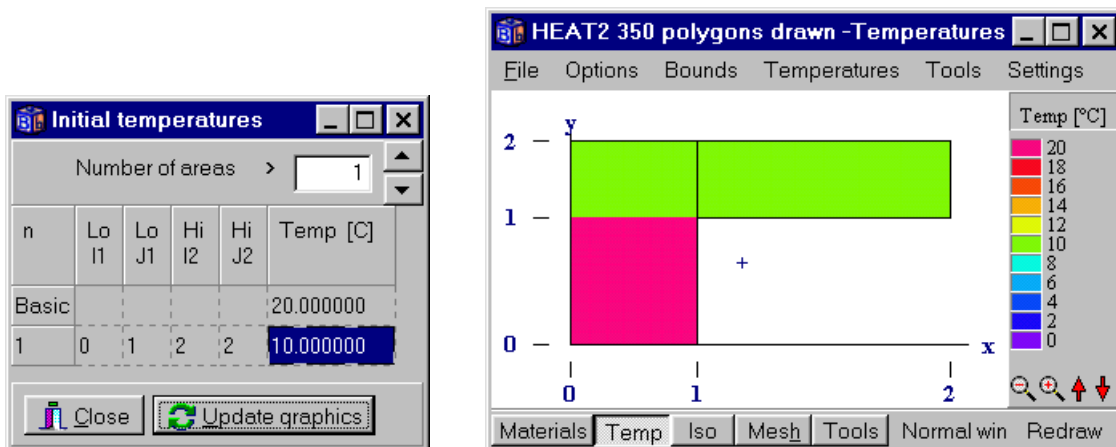 Initial temperatures
Number of areas > 1
n Lo I1 Lo J1 Hi I2 Hi J2 Temp [C]
Basic 20.000000
1 0 1 2 2 10.000000
Close Update graphics
HEAT2 350 polygons drawn -Temperatures
File Options Bounds Temperatures Tools Settings
Temp [°C]
20
18
16
14
12
10
8
6
4
2
0
y
2
1
0
x
0 1 2
Materials Temp Iso Mesh Tools Normal win Redraw